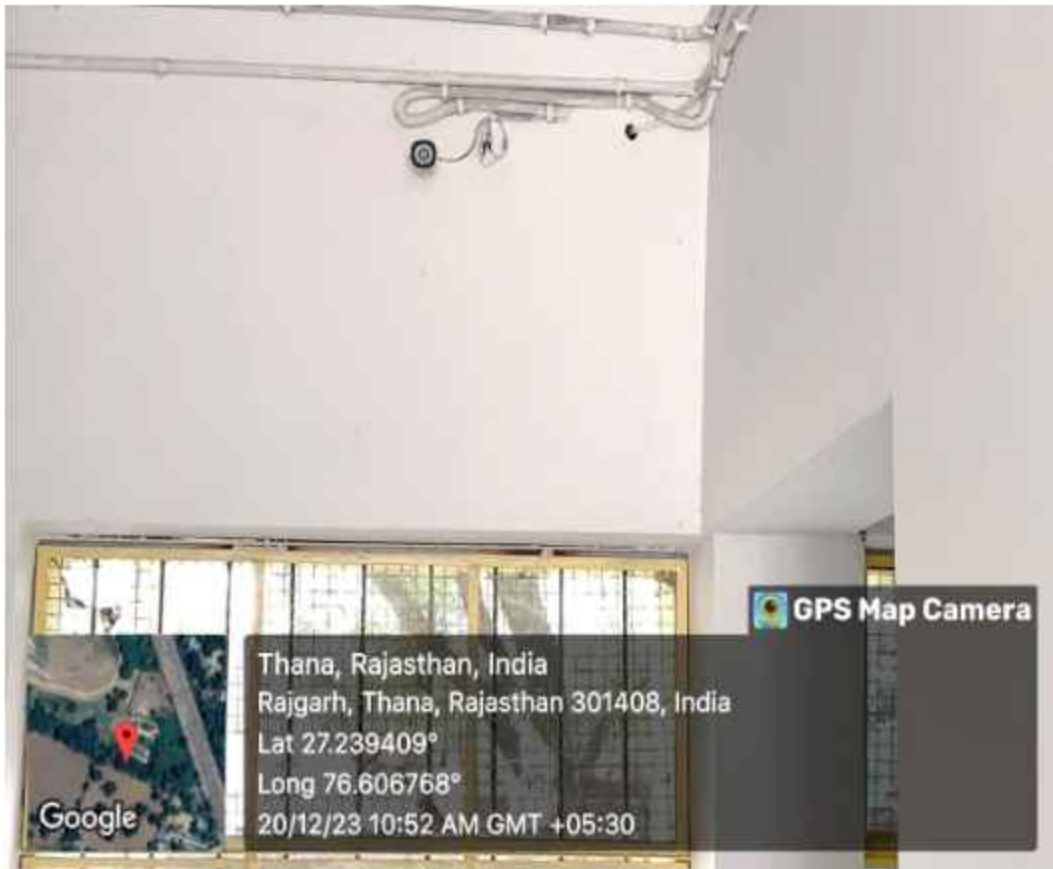 GPS Map Camera
Thana, Rajasthan, India
Rajgarh, Thana, Rajasthan 301408, India
Lat 27.239409°
Long 76.606768°
20/12/23 10:52 AM GMT +05:30
Google